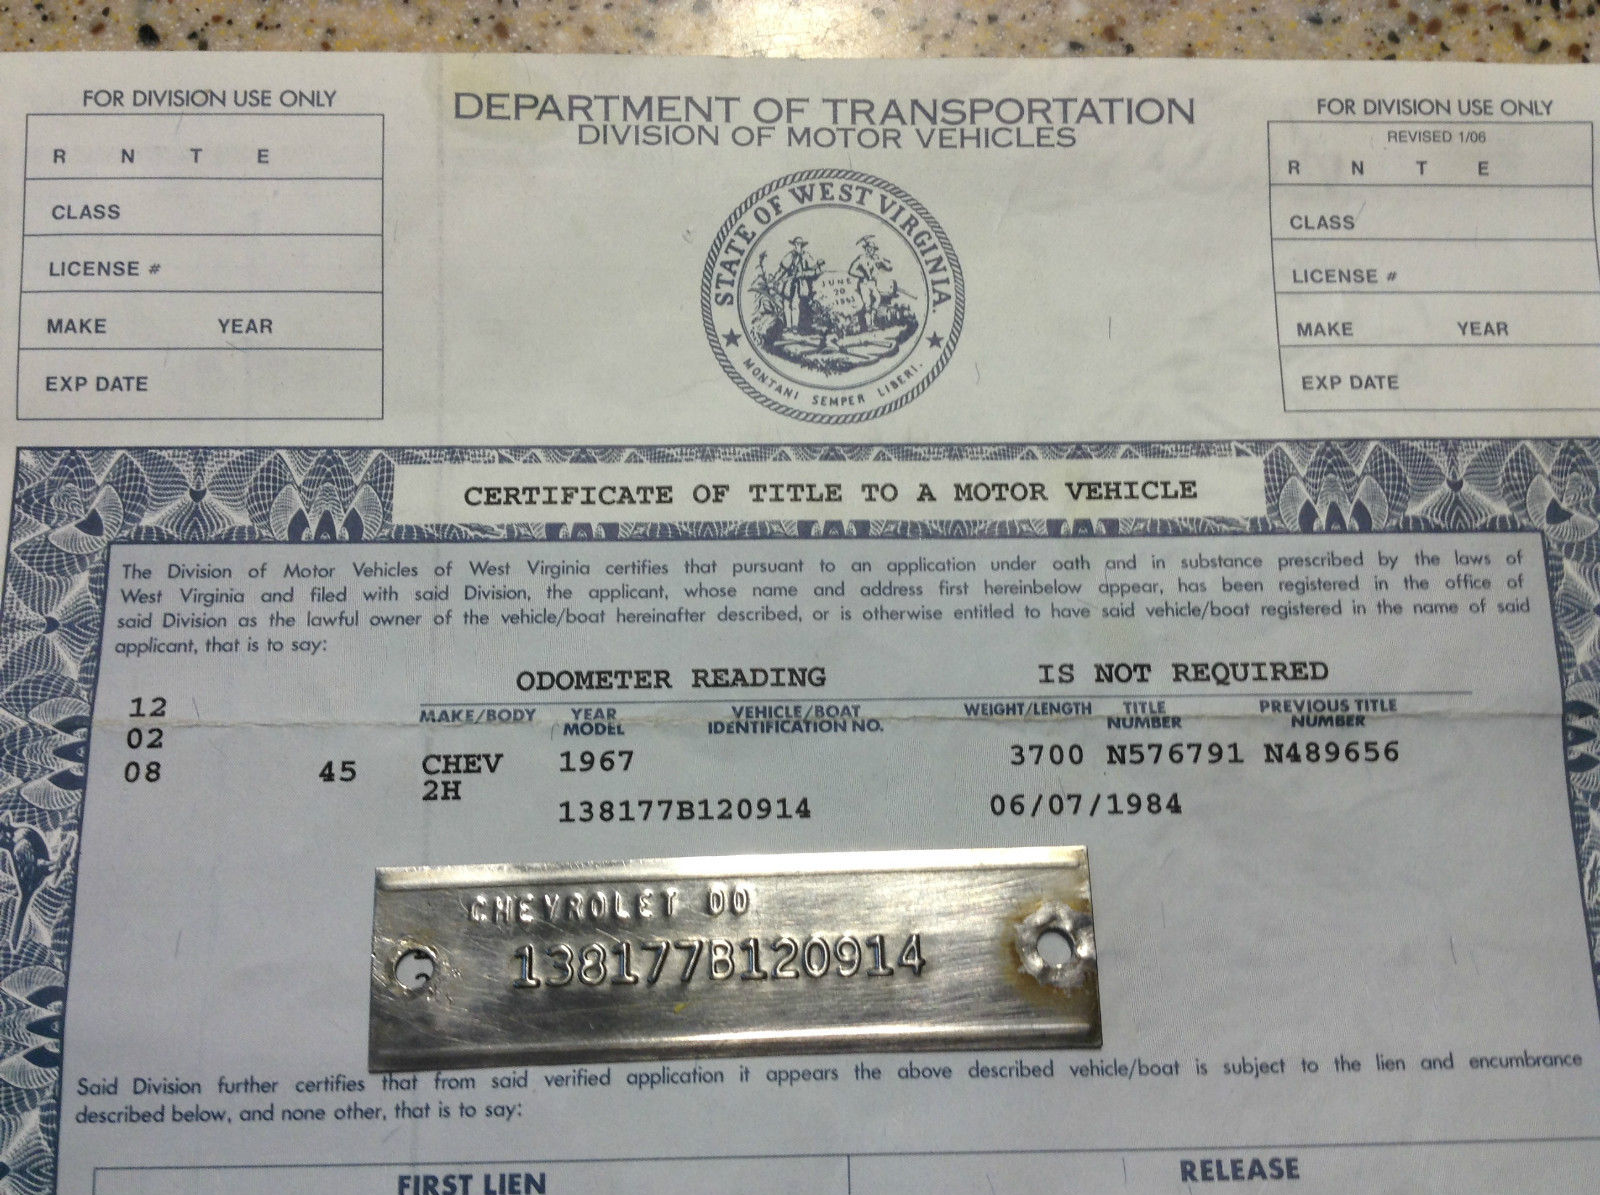 FOR DIVISION USE ONLY
R N T E
CLASS
LICENSE #
MAKE YEAR
EXP DATE
DEPARTMENT OF TRANSPORTATION
DIVISION OF MOTOR VEHICLES
STATE OF WEST VIRGINIA.
JUNE
20
1863
MONTANI SEMPER LIBERI.
FOR DIVISION USE ONLY
REVISED 1/06
R N T E
CLASS
LICENSE #
MAKE YEAR
EXP DATE
CERTIFICATE OF TITLE TO A MOTOR VEHICLE
The Division of Motor Vehicles of West Virginia certifies that pursuant to an application under oath and in substance prescribed by the laws of
West Virginia and filed with said Division, the applicant, whose name and address first hereinbelow appear, has been registered in the office of
said Division as the lawful owner of the vehicle/boat hereinafter described, or is otherwise entitled to have said vehicle/boat registered in the name of said
applicant, that is to say:
ODOMETER READING IS NOT REQUIRED
MAKE/BODY YEAR MODEL VEHICLE/BOAT IDENTIFICATION NO. WEIGHT/LENGTH TITLE NUMBER PREVIOUS TITLE NUMBER
12
02
08 45 CHEV 1967 3700 N576791 N489656
2H
138177B120914 06/07/1984
CHEVROLET 00
138177B120914
Said Division further certifies that from said verified application it appears the above described vehicle/boat is subject to the lien and encumbrance
described below, and none other, that is to say:
FIRST LIEN RELEASE